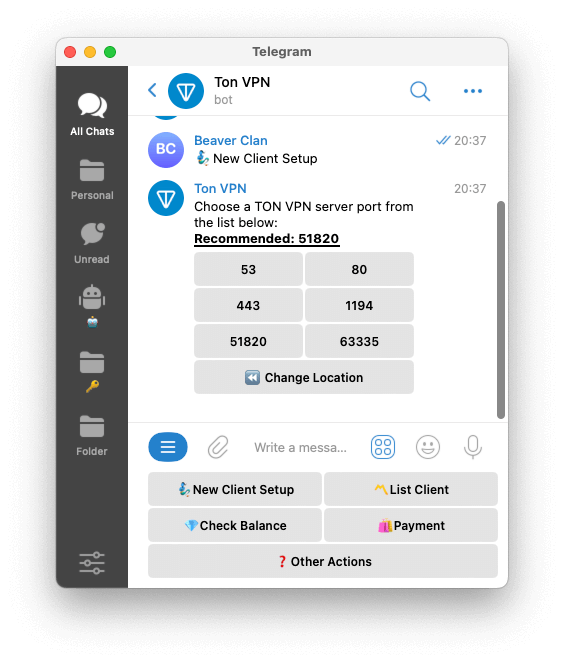 Telegram
All Chats
Personal
Unread
Folder
Ton VPN
bot
BC
Beaver Clan
20:37
🧞‍♂️New Client Setup
Ton VPN
20:37
Choose a TON VPN server port from
the list below:
Recommended: 51820
53
80
443
1194
51820
63335
⏪ Change Location
Write a messa...
🧞‍♂️New Client Setup
〽️List Client
💎Check Balance
🛍Payment
❓Other Actions